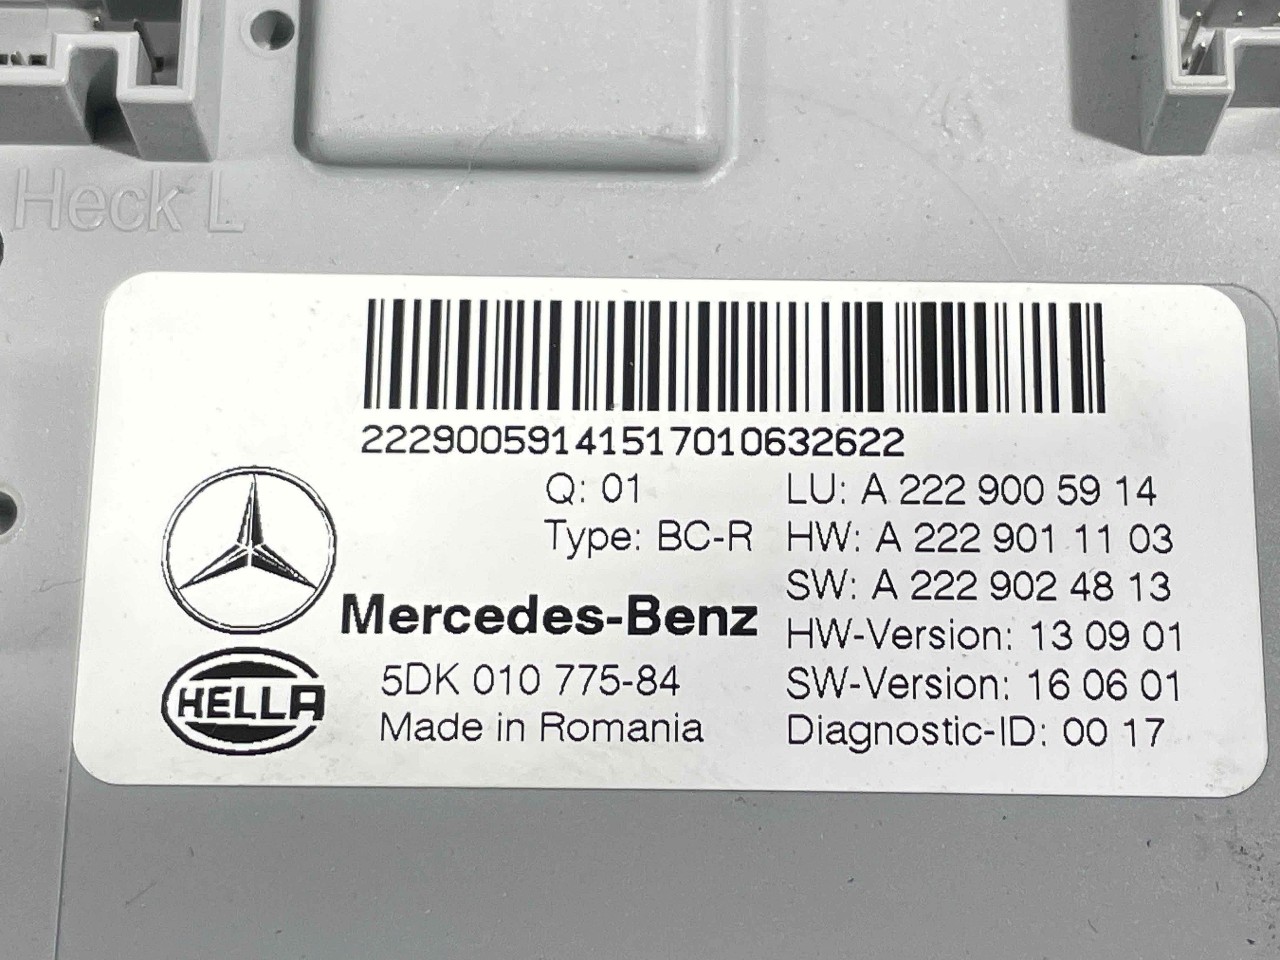 Heck L
22290059141517010632622
Q: 01
Type: BC-R
LU: A 222 900 59 14
HW: A 222 901 11 03
SW: A 222 902 48 13
HW-Version: 13 09 01
SW-Version: 16 06 01
Diagnostic-ID: 00 17
Mercedes-Benz
HELLA
5DK 010 775-84
Made in Romania